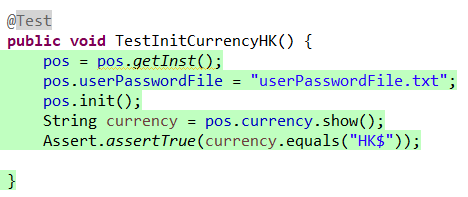 @Test
public void TestInitCurrencyHK() {
    pos = pos.getInst();
    pos.userPasswordFile = "userPasswordFile.txt";
    pos.init();
    String currency = pos.currency.show();
    Assert.assertTrue(currency.equals("HK$"));
}